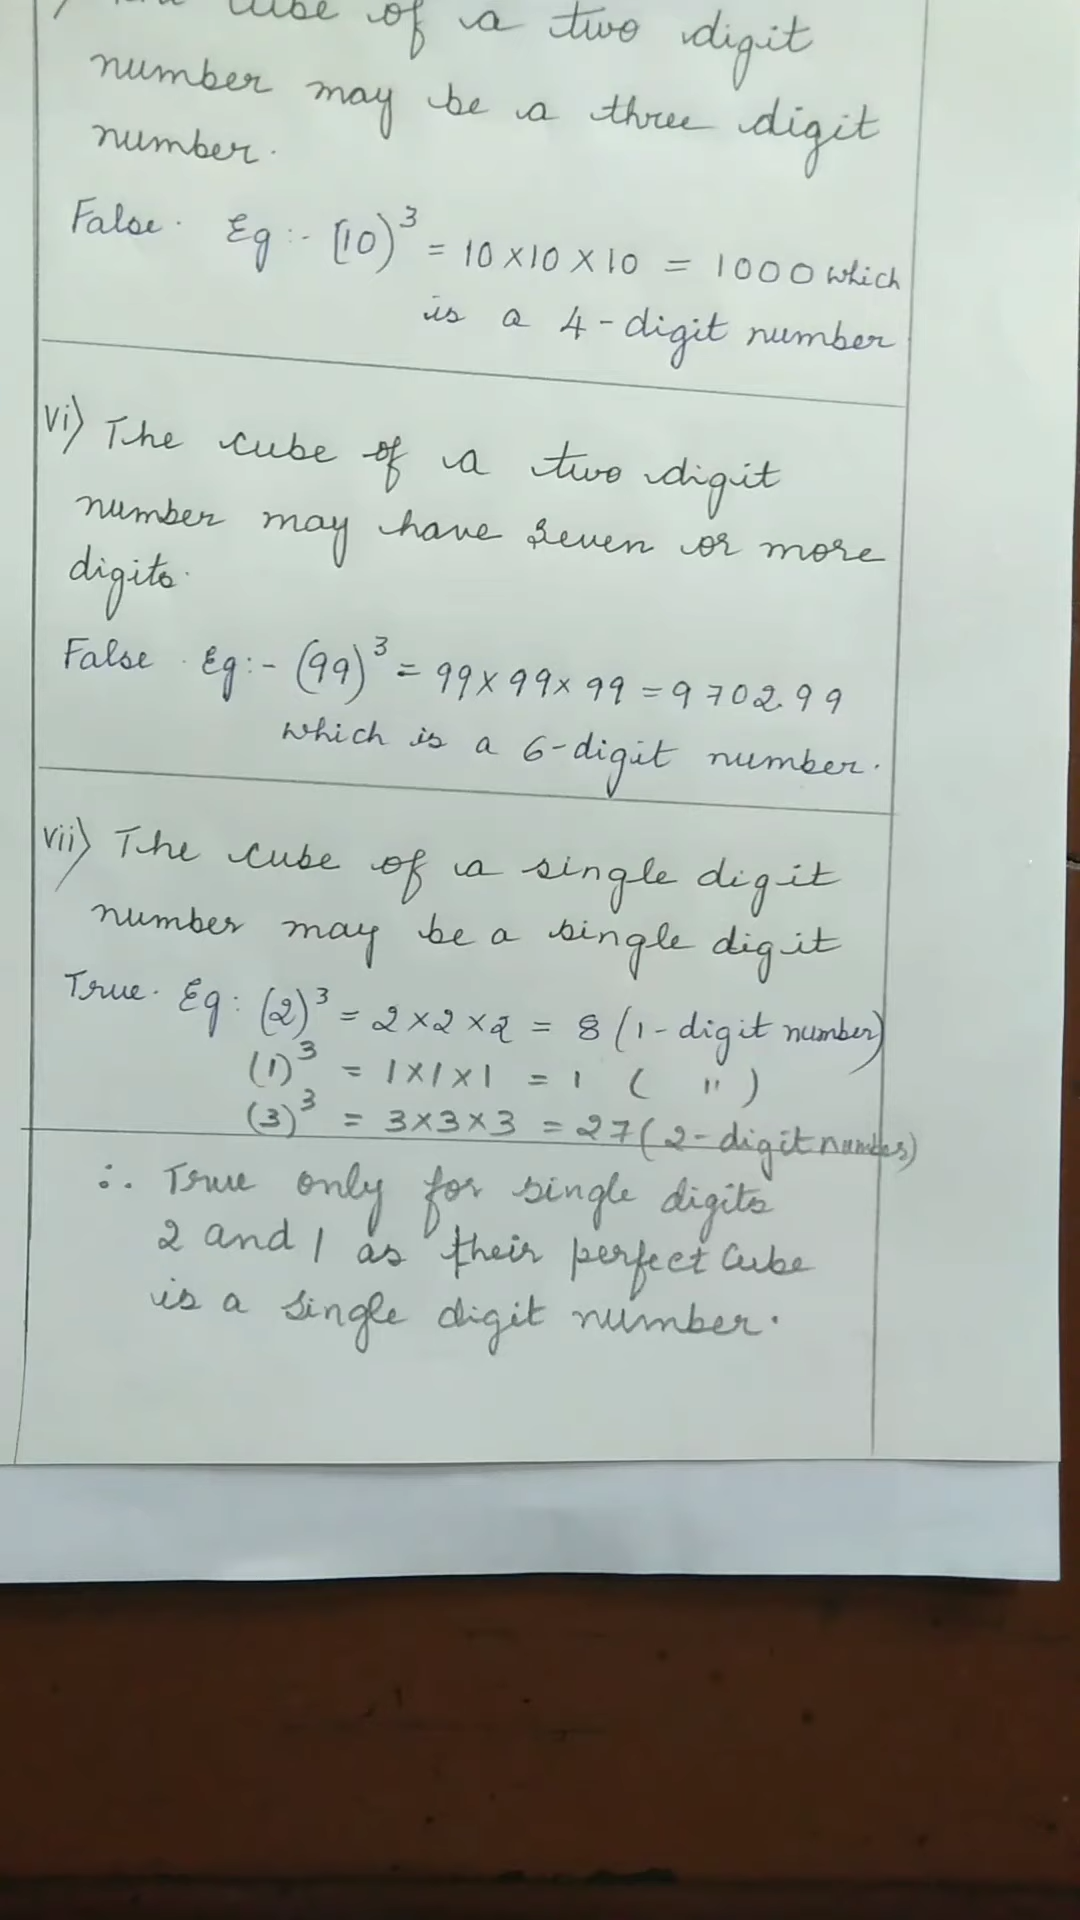 cube of a two digit
number may be a three digit
number.
False. Eg :- (10)³ = 10 × 10 × 10 = 1000 which
is a 4-digit number
vi) The cube of a two digit
number may have seven or more
digits.
False. Eg :- (99)³ = 99 × 99 × 99 = 970299
which is a 6-digit number.
vii) The cube of a single digit
number may be a single digit
True. Eg : (2)³ = 2 × 2 × 2 = 8 (1-digit number)
(1)³ = 1 × 1 × 1 = 1 ( " )
(3)³ = 3 × 3 × 3 = 27 (2-digit number)
∴ True only for single digits
2 and 1 as their perfect cube
is a single digit number.